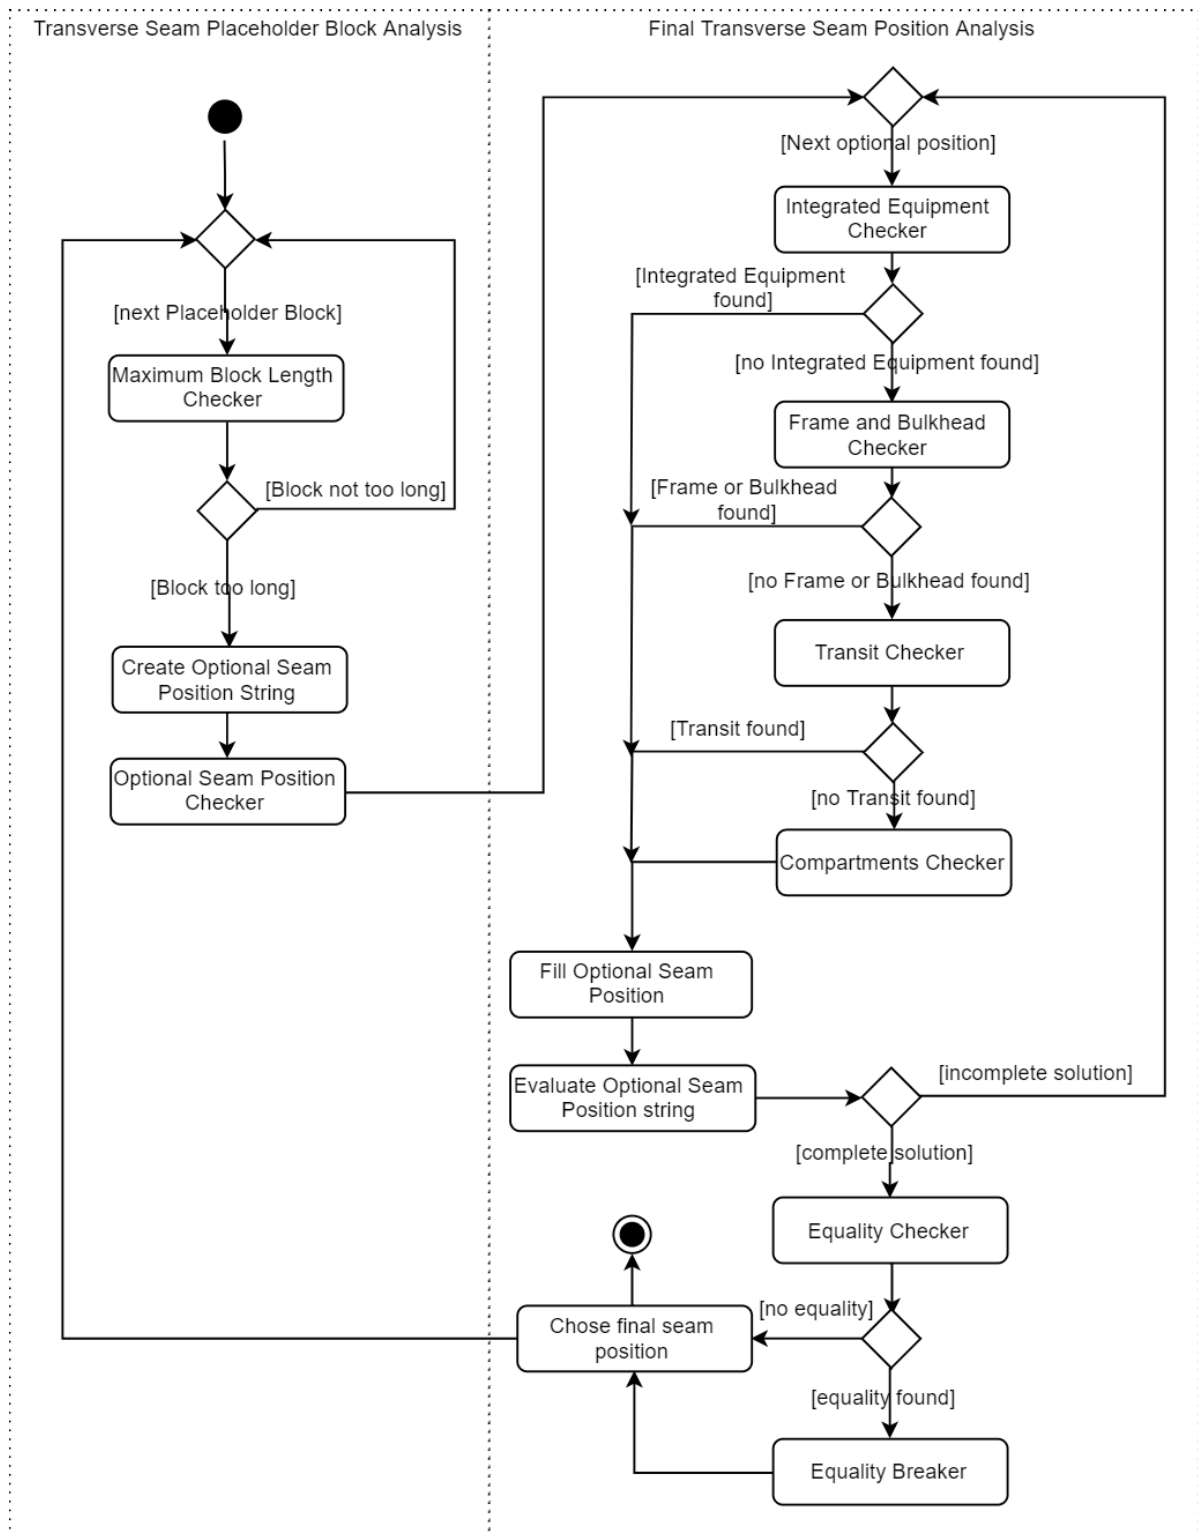 Transverse Seam Placeholder Block Analysis
[next Placeholder Block]
Maximum Block Length
Checker
[Block not too long]
[Block too long]
Create Optional Seam
Position String
Optional Seam Position
Checker
Final Transverse Seam Position Analysis
[Next optional position]
Integrated Equipment
Checker
[Integrated Equipment
found]
[no Integrated Equipment found]
Frame and Bulkhead
Checker
[Frame or Bulkhead
found]
[no Frame or Bulkhead found]
Transit Checker
[Transit found]
[no Transit found]
Compartments Checker
Fill Optional Seam
Position
Evaluate Optional Seam
Position string
[incomplete solution]
[complete solution]
Equality Checker
[no equality]
Chose final seam
position
[equality found]
Equality Breaker